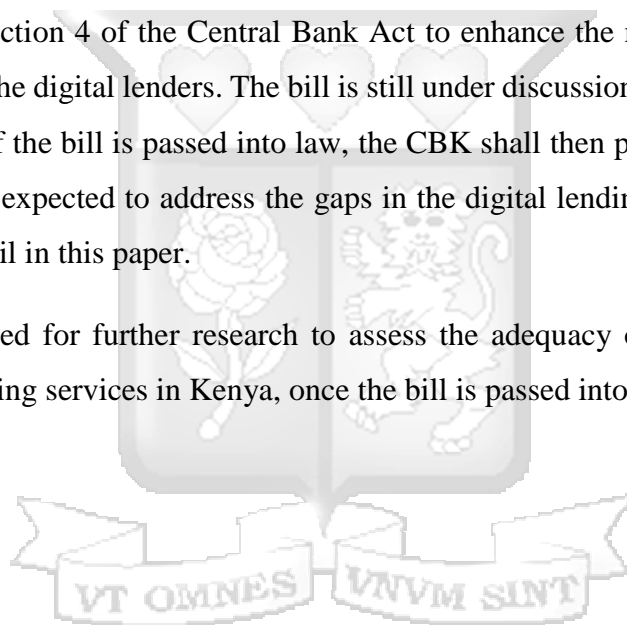 ction 4 of the Central Bank Act to enhance the
he digital lenders. The bill is still under discussion
f the bill is passed into law, the CBK shall then p
expected to address the gaps in the digital lendin
il in this paper.
ed for further research to assess the adequacy
ing services in Kenya, once the bill is passed into
VT OMNES VNVM SINT